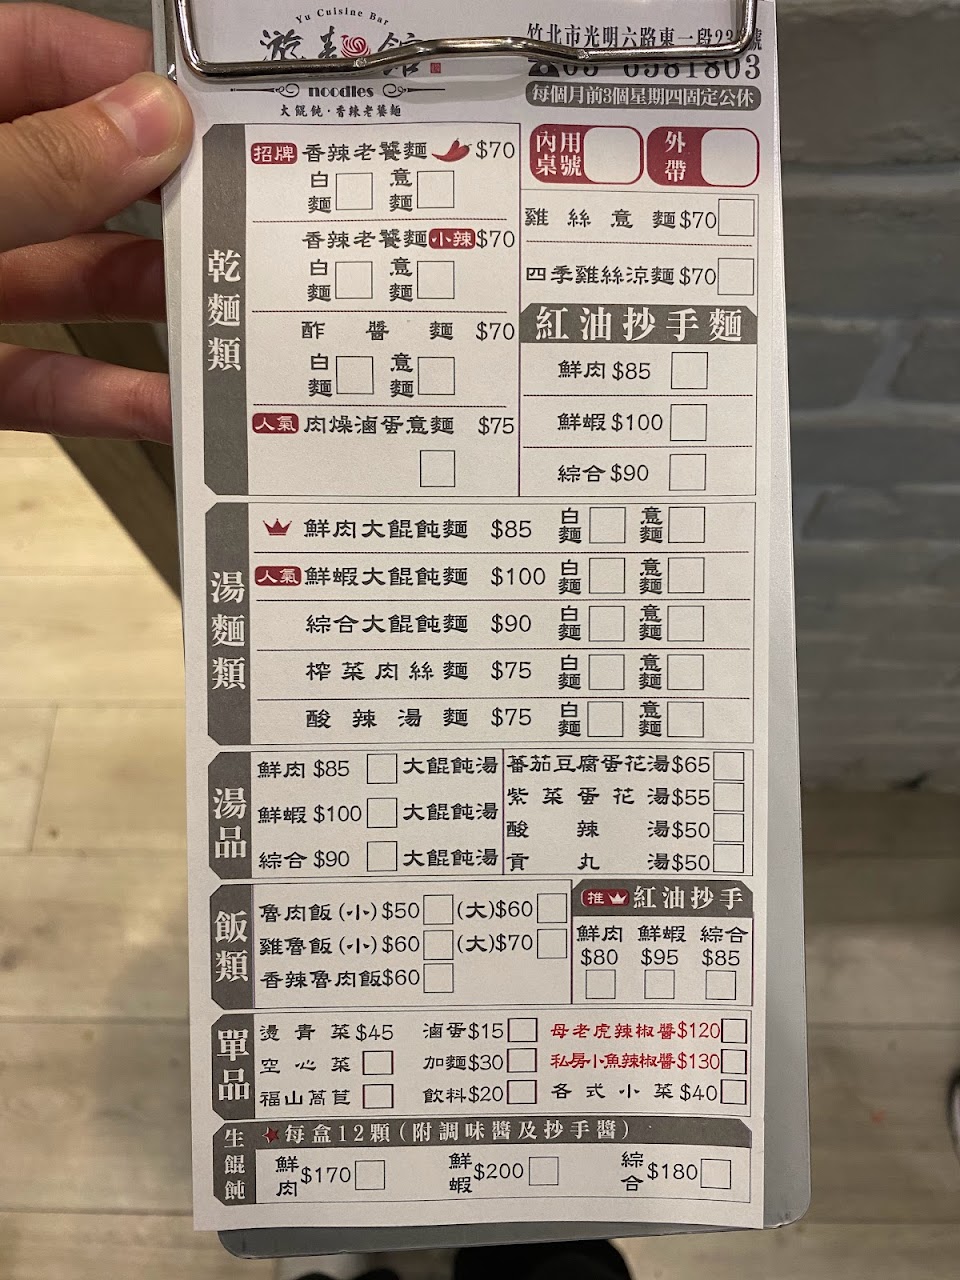 Yu Cuisine Bar
noodles
大餛飩·香辣老饕麵
竹北市光明六路東一段23 號
☎03 6581803
每個月前3個星期四固定公休
內用桌號
外帶
乾麵類
招牌 香辣老饕麵 $70
白麵 意麵
香辣老饕麵 小辣 $70
白麵 意麵
酢醬麵 $70
白麵 意麵
人氣 肉燥滷蛋意麵 $75
雞絲意麵 $70
四季雞絲涼麵 $70
紅油抄手麵
鮮肉 $85
鮮蝦 $100
綜合 $90
湯麵類
鮮肉大餛飩麵 $85 白麵 意麵
人氣 鮮蝦大餛飩麵 $100 白麵 意麵
綜合大餛飩麵 $90 白麵 意麵
榨菜肉絲麵 $75 白麵 意麵
酸辣湯麵 $75 白麵 意麵
湯品
鮮肉 $85 大餛飩湯
鮮蝦 $100 大餛飩湯
綜合 $90 大餛飩湯
蕃茄豆腐蛋花湯 $65
紫菜蛋花湯 $55
酸辣湯 $50
貢丸湯 $50
飯類
魯肉飯(小) $50 (大) $60
雞魯飯(小) $60 (大) $70
香辣魯肉飯 $60
推 紅油抄手
鮮肉 鮮蝦 綜合
$80 $95 $85
單品
燙青菜 $45 滷蛋 $15 母老虎辣椒醬 $120
空心菜 加麵 $30 私房小魚辣椒醬 $130
福山萵苣 飲料 $20 各式小菜 $40
生餛飩
每盒12顆(附調味醬及抄手醬)
鮮肉 $170 鮮蝦 $200 綜合 $180